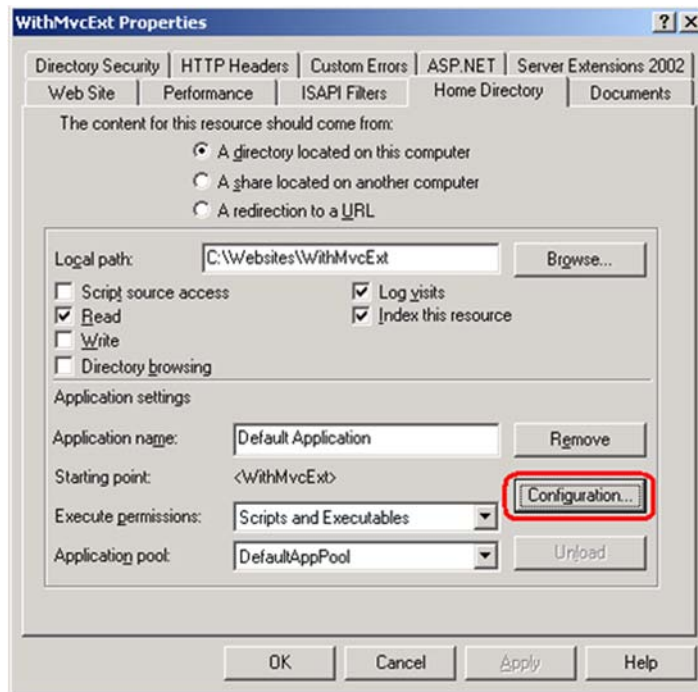 WithMvcExt Properties
Directory Security HTTP Headers Custom Errors ASP.NET Server Extensions 2002
Web Site Performance ISAPI Filters Home Directory Documents
The content for this resource should come from:
A directory located on this computer
A share located on another computer
A redirection to a URL
Local path: C:\Websites\WithMvcExt Browse...
Script source access Log visits
Read Index this resource
Write
Directory browsing
Application settings
Application name: Default Application Remove
Starting point: <WithMvcExt> Configuration...
Execute permissions: Scripts and Executables
Application pool: DefaultAppPool Unload
OK Cancel Apply Help